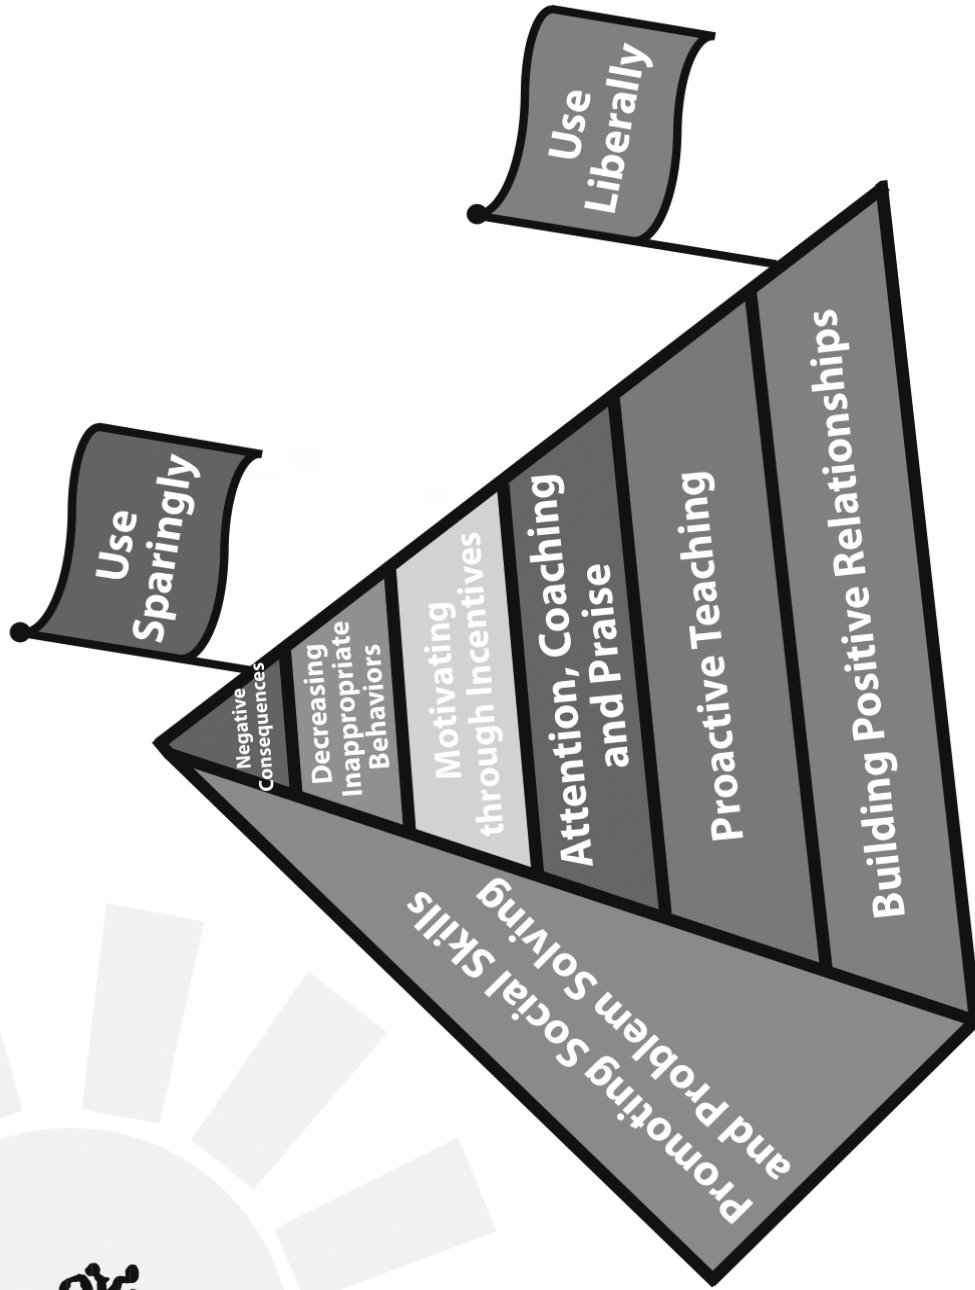 Use
Sparingly
Use
Liberally
Negative
Consequences
Decreasing
Inappropriate
Behaviors
Motivating
through Incentives
Attention, Coaching
and Praise
Proactive Teaching
Building Positive Relationships
Promoting Social Skills
and Problem Solving